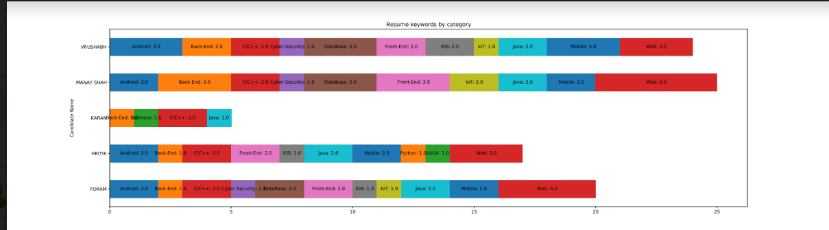 Resume keywords by category
VRUSHABH
Android: 3.0 Back-End: 2.0 C/C++: 2.0 Cyber-Security: 1.0 DataBase: 3.0 Front-End: 2.0 IOS: 2.0 IoT: 1.0 Java: 2.0 Mobile: 3.0 Web: 3.0
MANAY SHAH
Android: 2.0 Back-End: 3.0 C/C++: 2.0 Cyber-Security: 1.0 DataBase: 3.0 Front-End: 3.0 IoT: 2.0 Java: 2.0 Mobile: 2.0 Web: 5.0
KARAN
Back-End: Business: C/C++: 2.0 Java: 1.0
HRITIK
Android: 2.0 Back-End: 1.0 C/C++: 2.0 Front-End: 2.0 IOS: 1.0 Java: 2.0 Mobile: 2.0 Python: 1.0 Web: 3.0
FORAM
Android: 2.0 Back-End: 1.0 C/C++: 2.0 Cyber-Security: DataBase: 2.0 Front-End: 2.0 IOS: 1.0 IoT: 1.0 Java: 2.0 Mobile: 2.0 Web:
Candidate Name
0 5 10 15 20 25